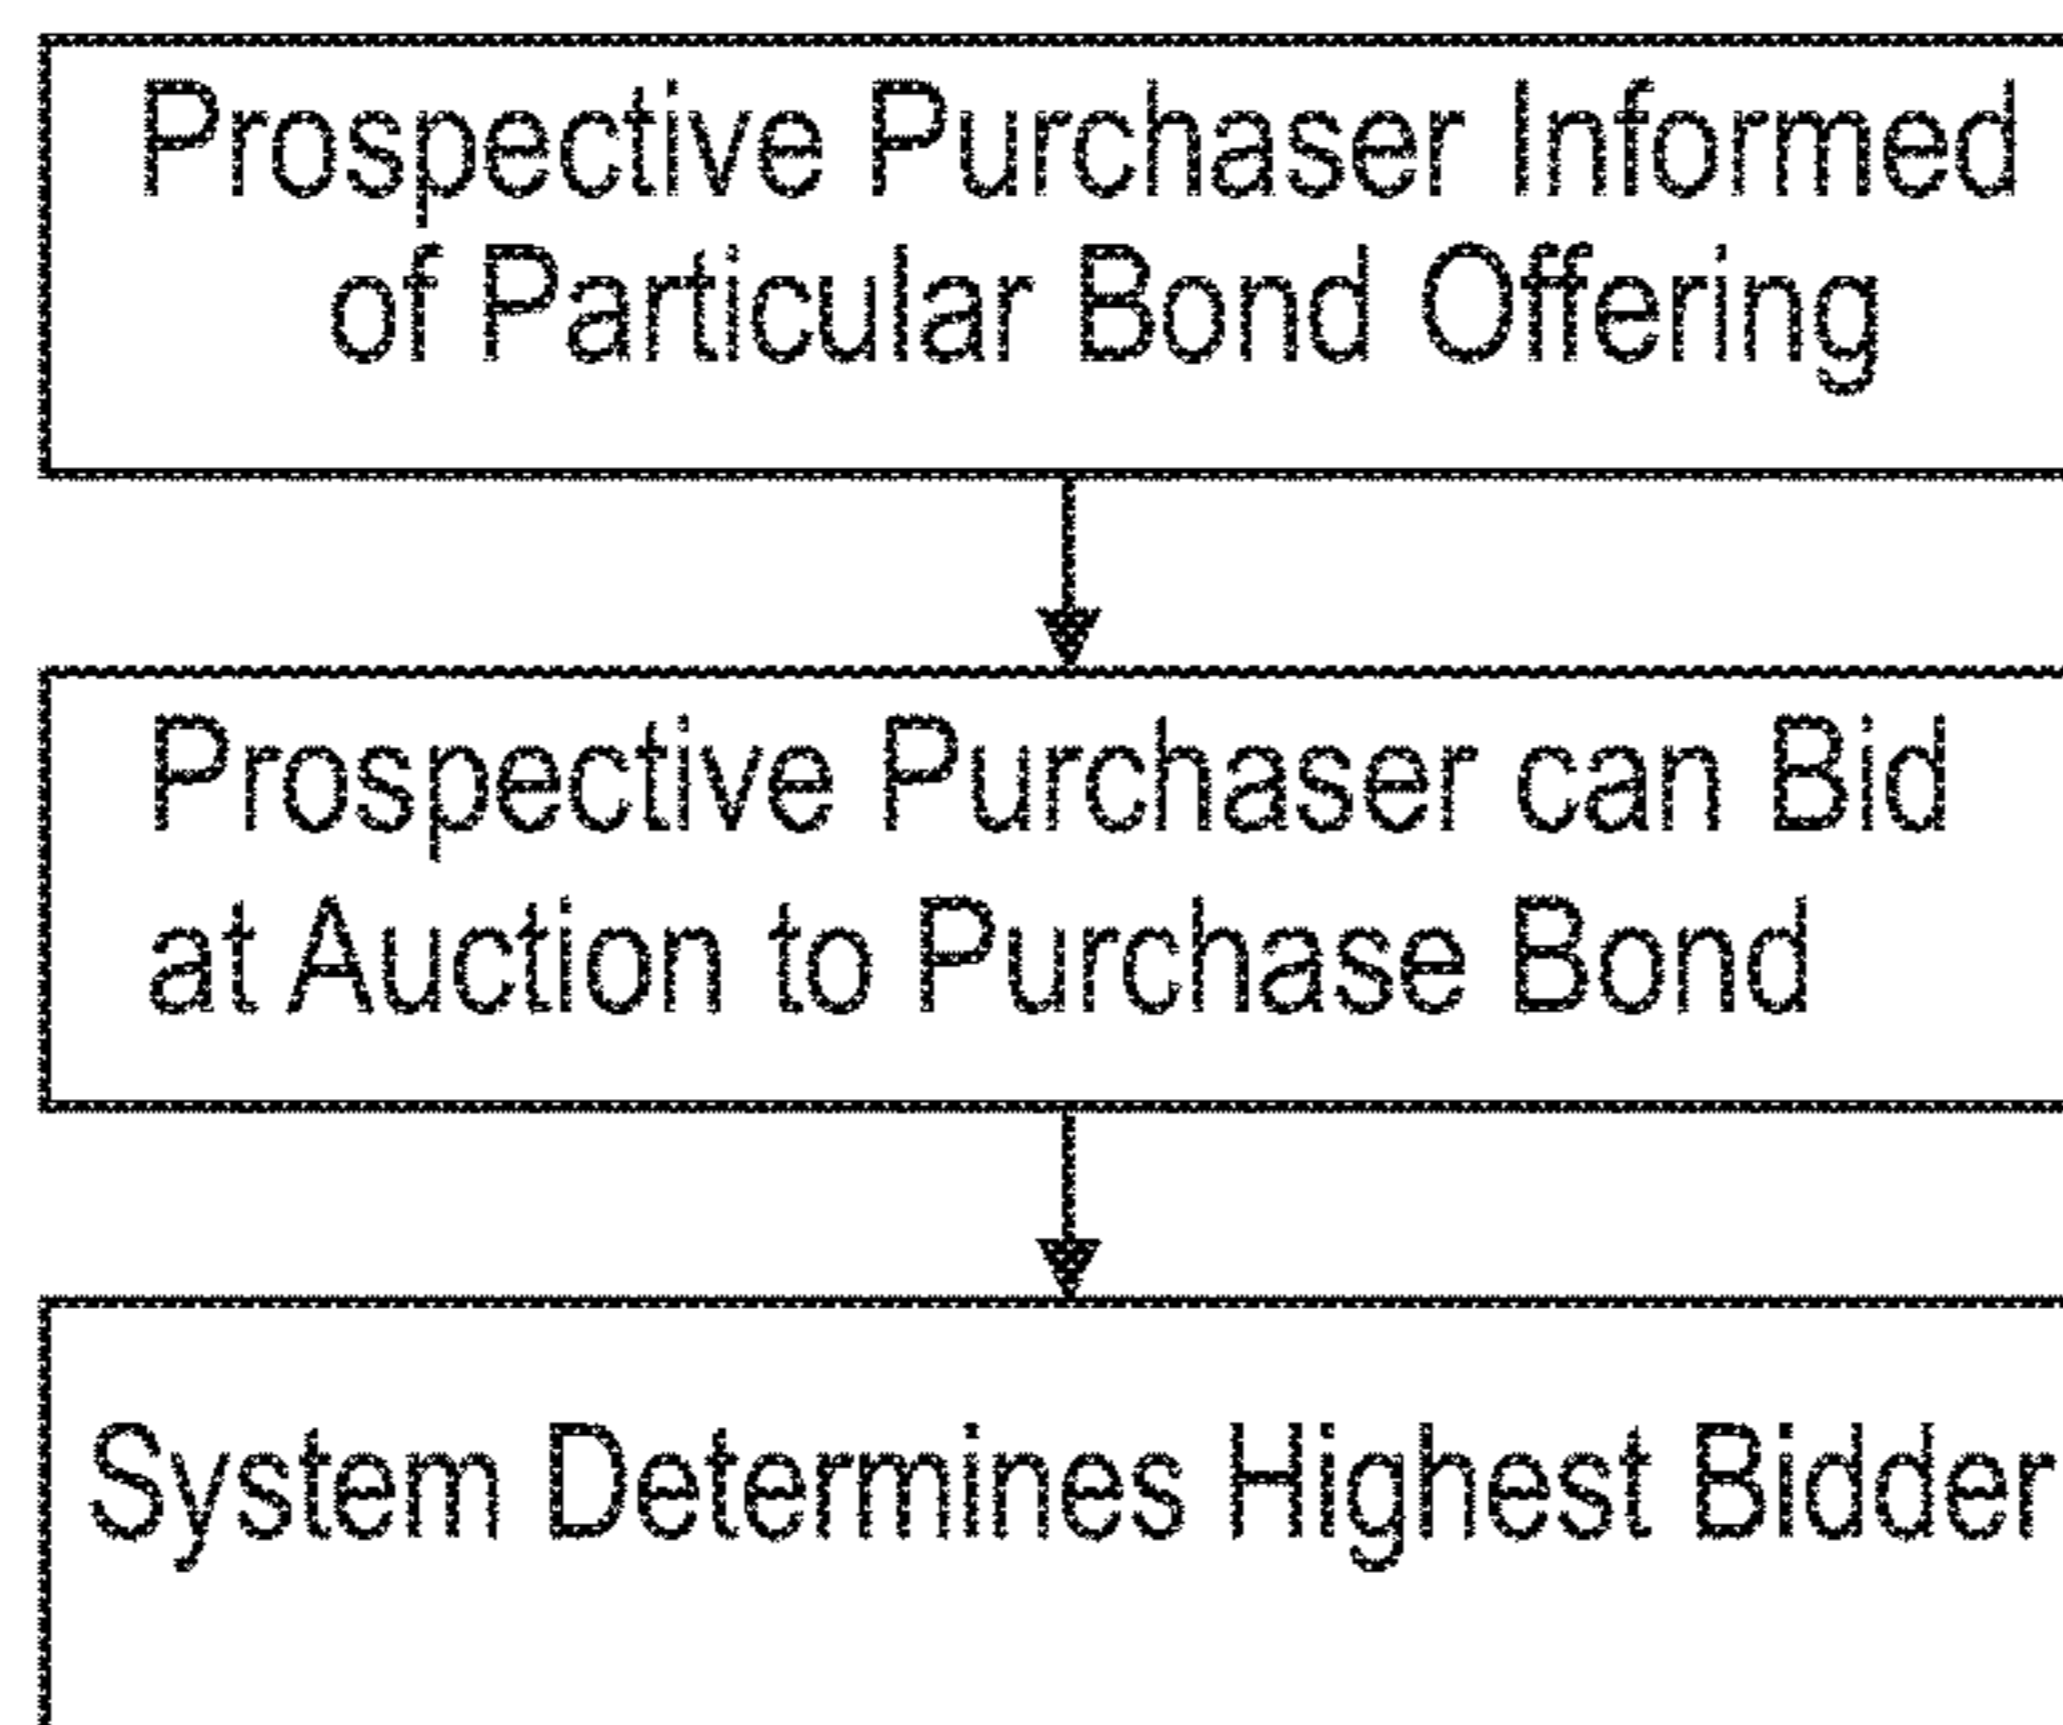 Prospective Purchaser Informed
of Particular Bond Offering
Prospective Purchaser can Bid
at Auction to Purchase Bond
System Determines Highest Bidder